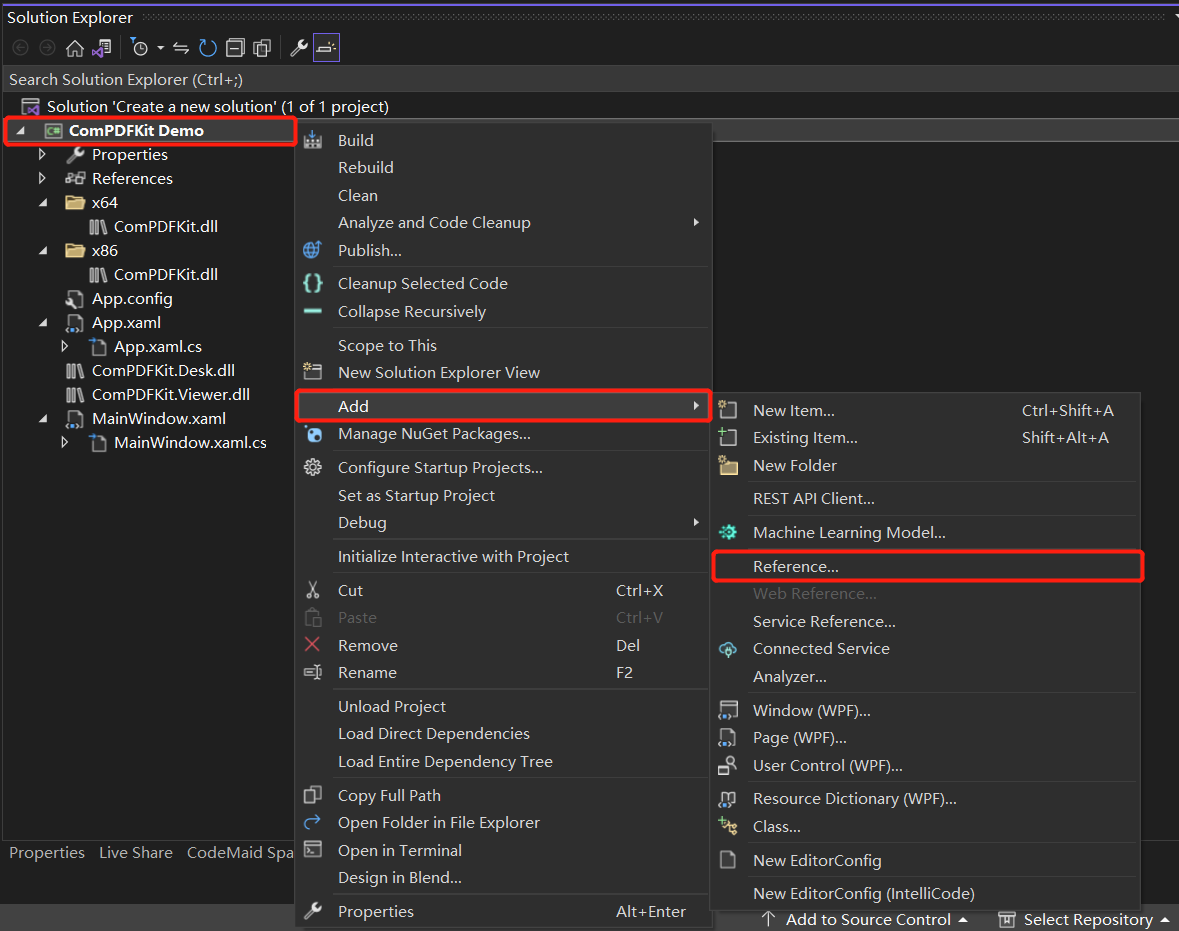 Solution Explorer
Search Solution Explorer (Ctrl+;)
Solution 'Create a new solution' (1 of 1 project)
C# ComPDFKit Demo
Properties
References
x64
ComPDFKit.dll
x86
ComPDFKit.dll
App.config
App.xaml
App.xaml.cs
ComPDFKit.Desk.dll
ComPDFKit.Viewer.dll
MainWindow.xaml
MainWindow.xaml.cs
Properties Live Share CodeMaid Spa
Build
Rebuild
Clean
Analyze and Code Cleanup
Publish...
Cleanup Selected Code
Collapse Recursively
Scope to This
New Solution Explorer View
Add
Manage NuGet Packages...
Configure Startup Projects...
Set as Startup Project
Debug
Initialize Interactive with Project
Cut Ctrl+X
Paste Ctrl+V
Remove Del
Rename F2
Unload Project
Load Direct Dependencies
Load Entire Dependency Tree
Copy Full Path
Open Folder in File Explorer
Open in Terminal
Design in Blend...
Properties Alt+Enter
New Item... Ctrl+Shift+A
Existing Item... Shift+Alt+A
New Folder
REST API Client...
Machine Learning Model...
Reference...
Web Reference...
Service Reference...
Connected Service
Analyzer...
Window (WPF)...
Page (WPF)...
User Control (WPF)...
Resource Dictionary (WPF)...
Class...
New EditorConfig
New EditorConfig (IntelliCode)
Add to Source Control Select Repository